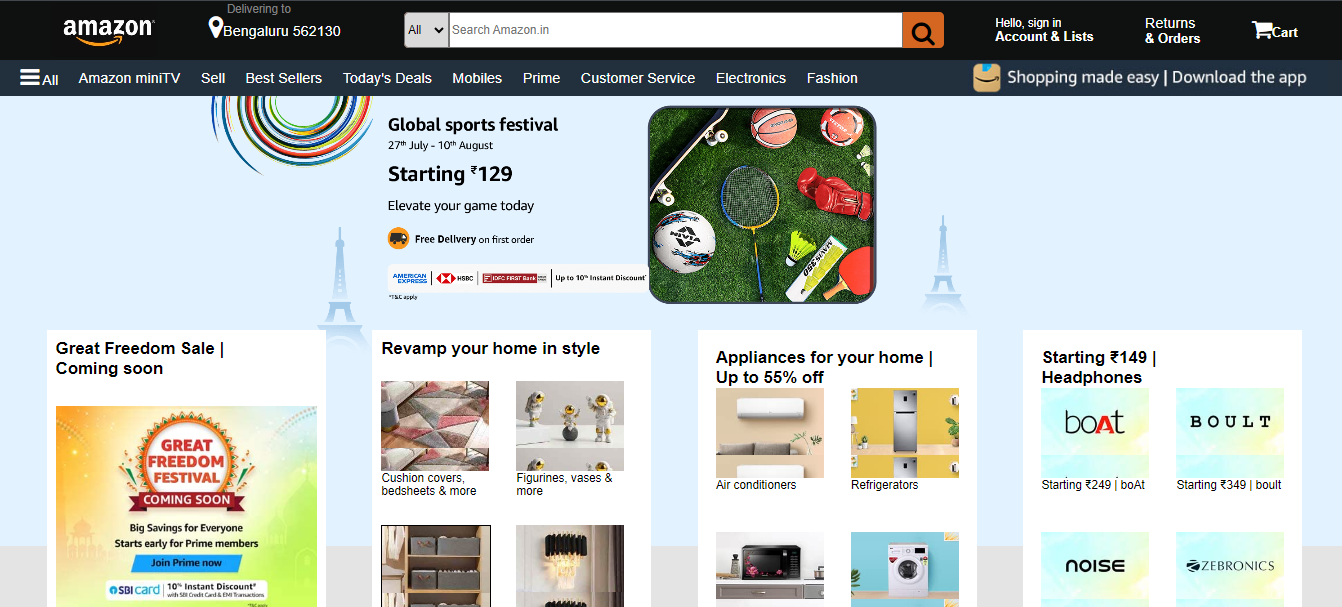 amazon
Delivering to
Bengaluru 562130
All
Search Amazon.in
Hello, sign in
Account & Lists
Returns
& Orders
Cart
All
Amazon miniTV
Sell
Best Sellers
Today's Deals
Mobiles
Prime
Customer Service
Electronics
Fashion
Shopping made easy | Download the app
Global sports festival
27th July - 10th August
Starting ₹129
Elevate your game today
Free Delivery on first order
AMERICAN
EXPRESS
HSBC
IDFC FIRST Bank
Up to 10% Instant Discount*
*T&C apply
NIVIA
MAVIS 350
Great Freedom Sale |
Coming soon
GREAT
FREEDOM
FESTIVAL
COMING SOON
Big Savings for Everyone
Starts early for Prime members
Join Prime now
SBI card
10% Instant Discount*
with SBI Credit Card & EMI Transactions
*T&C apply
Revamp your home in style
Cushion covers,
bedsheets & more
Figurines, vases &
more
Appliances for your home |
Up to 55% off
Air conditioners
Refrigerators
Starting ₹149 |
Headphones
boAt
BOULT
Starting ₹249 | boAt
Starting ₹349 | boult
noise
ZEBRONICS